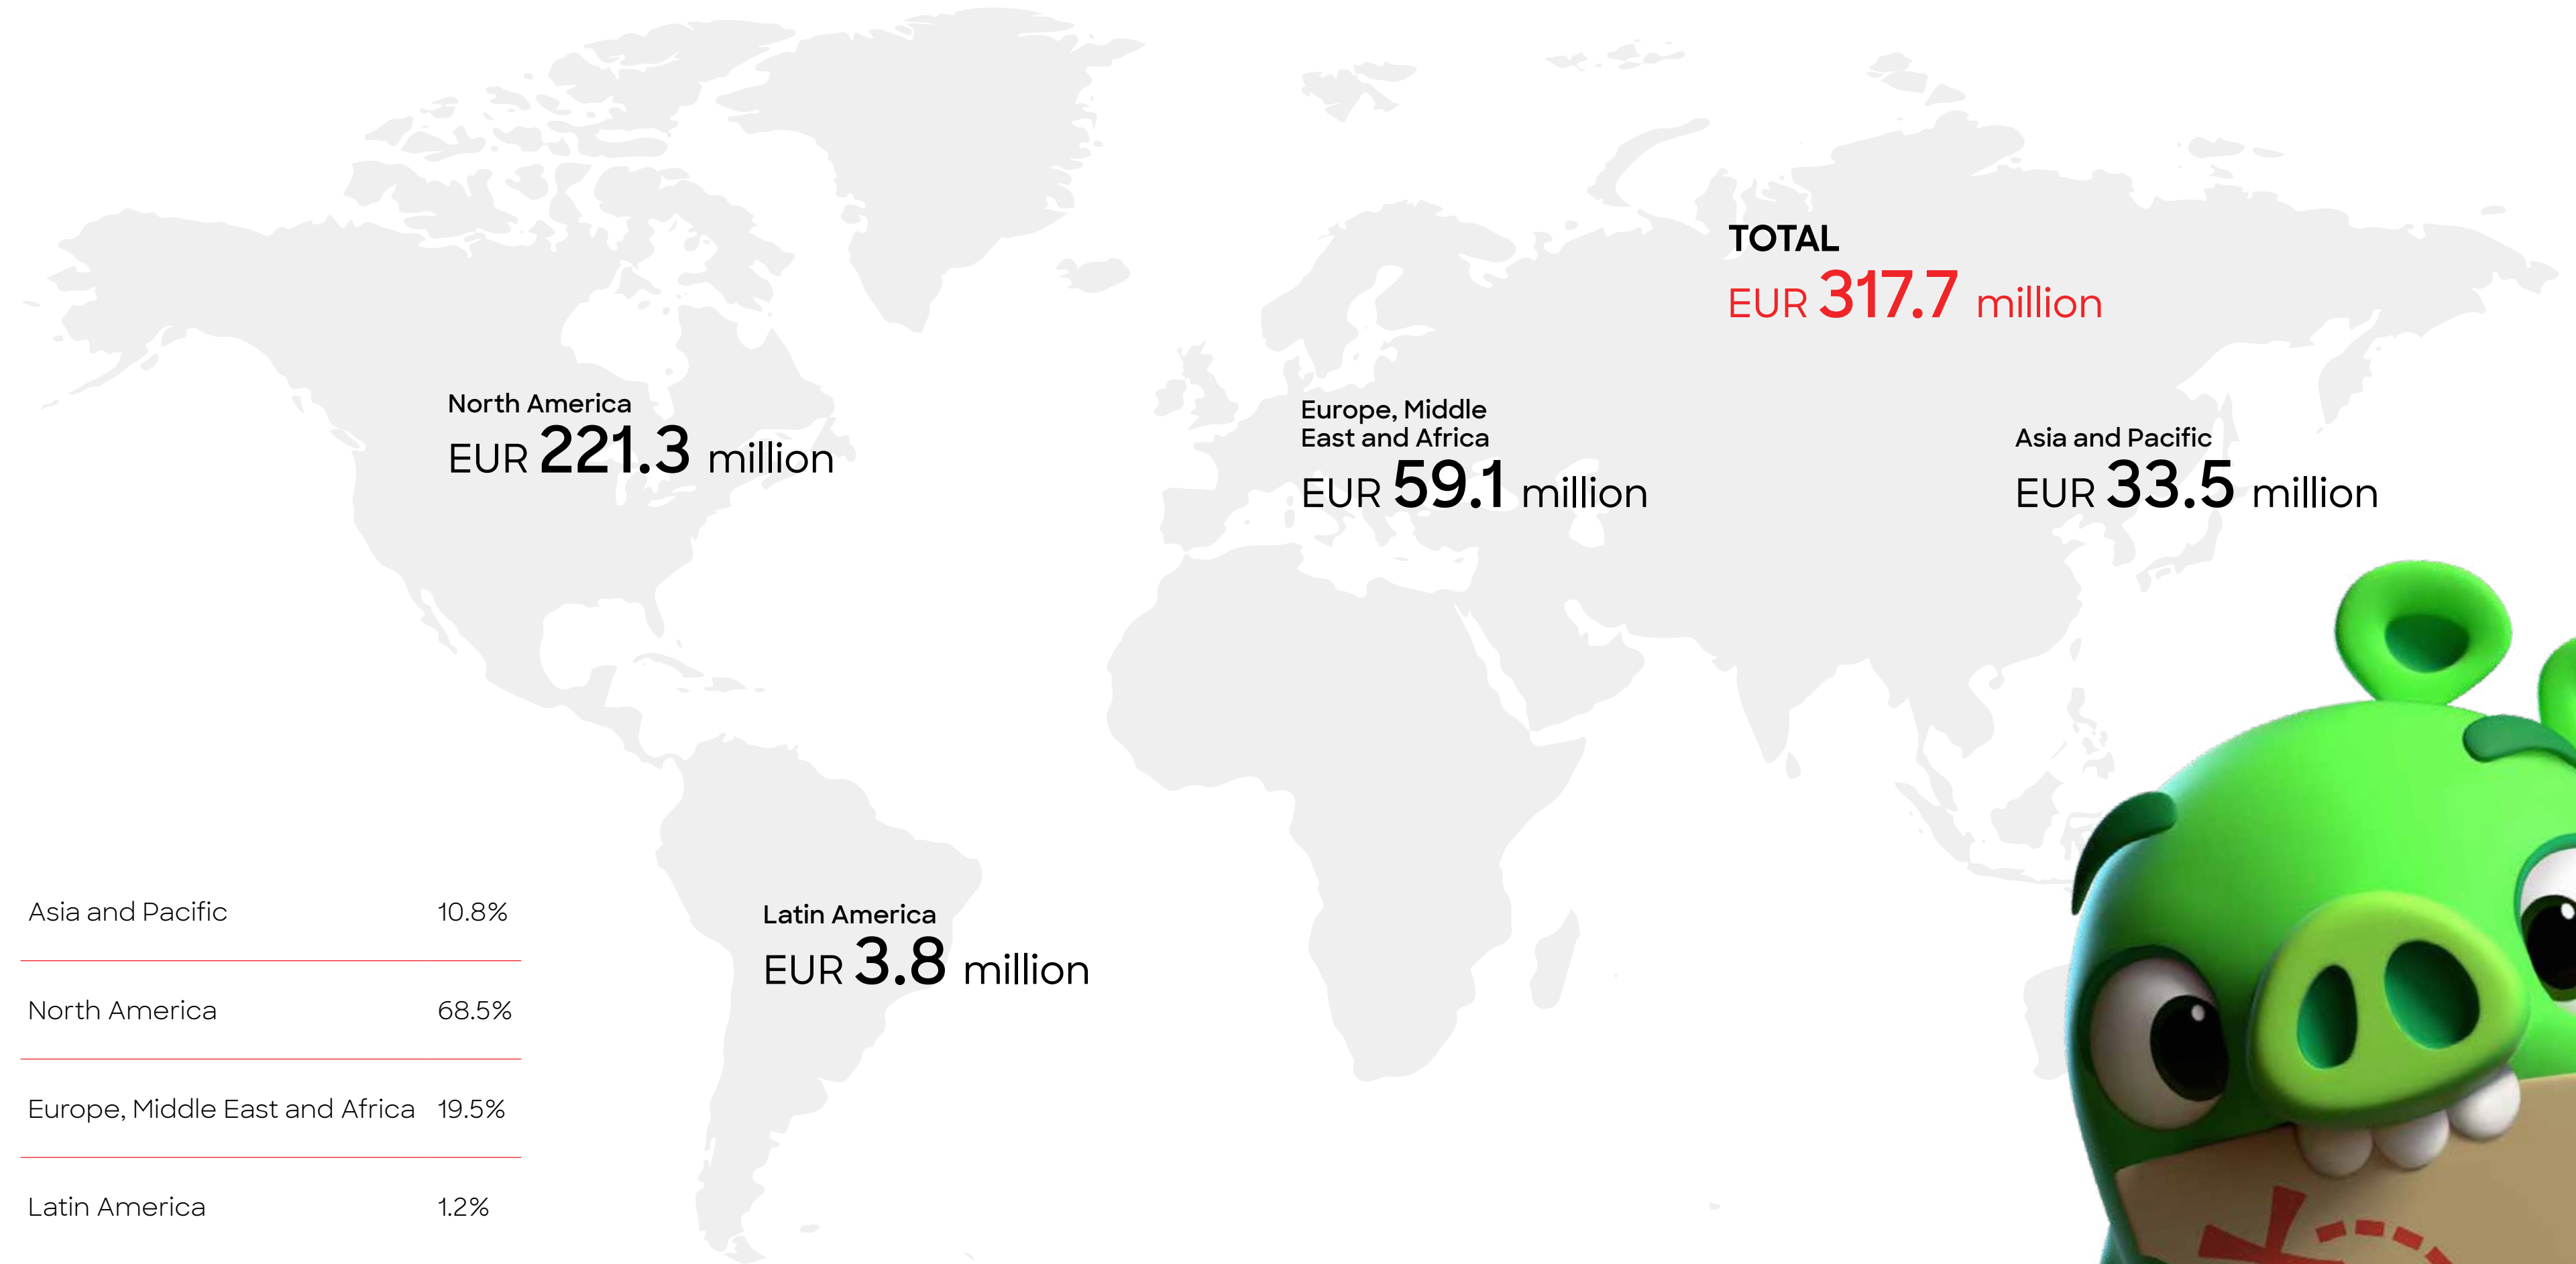 TOTAL
EUR 317.7 million
North America
EUR 221.3 million
Europe, Middle
East and Africa
EUR 59.1 million
Asia and Pacific
EUR 33.5 million
Latin America
EUR 3.8 million
Asia and Pacific 10.8%
North America 68.5%
Europe, Middle East and Africa 19.5%
Latin America 1.2%